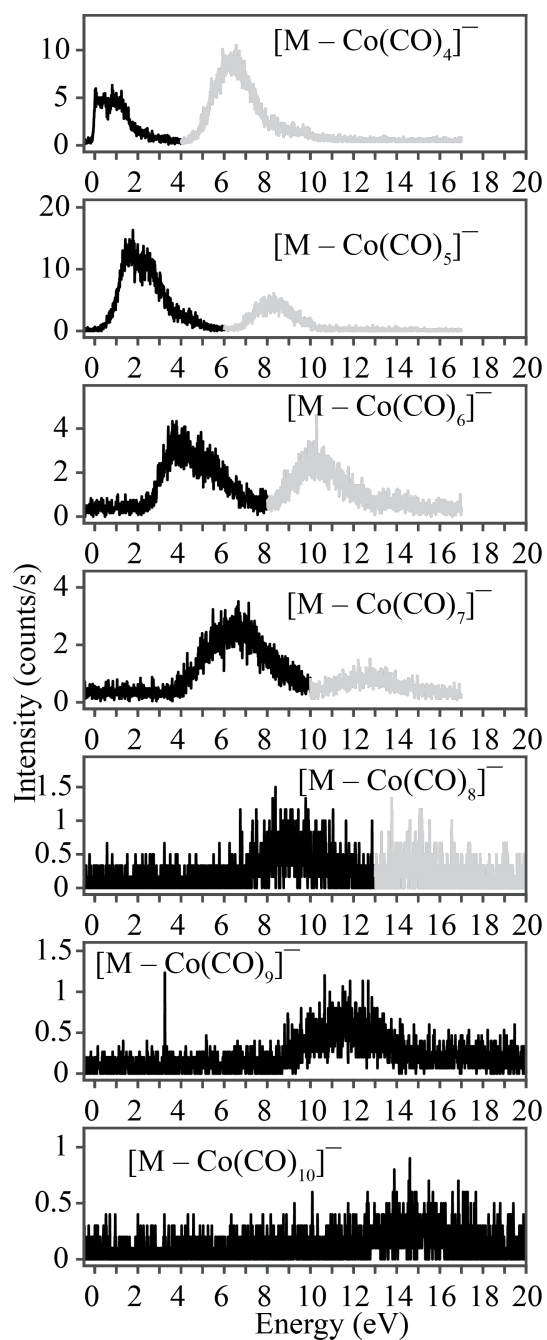 [M – Co(CO)₄]⁻
10
5
0
0 2 4 6 8 10 12 14 16 18 20
[M – Co(CO)₅]⁻
20
10
0
0 2 4 6 8 10 12 14 16 18 20
[M – Co(CO)₆]⁻
4
2
0
0 2 4 6 8 10 12 14 16 18 20
[M – Co(CO)₇]⁻
4
2
0
0 2 4 6 8 10 12 14 16 18 20
Intensity (counts/s)
[M – Co(CO)₈]⁻
1.5
1
0.5
0
0 2 4 6 8 10 12 14 16 18 20
[M – Co(CO)₉]⁻
1.5
1
0.5
0
0 2 4 6 8 10 12 14 16 18 20
[M – Co(CO)₁₀]⁻
1
0.5
0
0 2 4 6 8 10 12 14 16 18 20
Energy (eV)